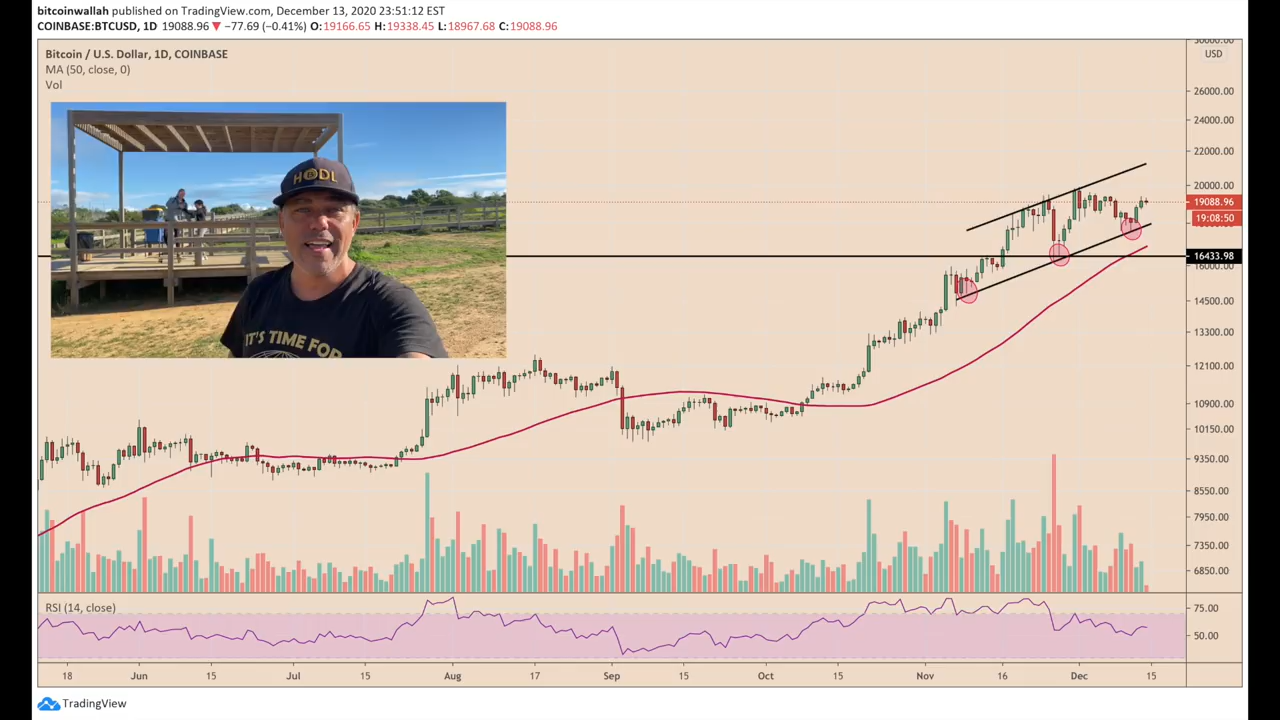 bitcoinwallah published on TradingView.com, December 13, 2020 23:51:12 EST
COINBASE:BTCUSD, 1D 19088.96 ▼ −77.69 (−0.41%) O:19166.65 H:19338.45 L:18967.68 C:19088.96
Bitcoin / U.S. Dollar, 1D, COINBASE
MA (50, close, 0)
Vol
HODL
IT'S TIME FOR
30000.00
USD
26000.00
24000.00
22000.00
20000.00
19088.96
19:08:50
16433.98
16000.00
14500.00
13300.00
12100.00
10900.00
10150.00
9350.00
8550.00
7950.00
7350.00
6850.00
RSI (14, close)
75.00
50.00
18 Jun 15 Jul 15 Aug 17 Sep 15 Oct 15 Nov 16 Dec 15
TradingView